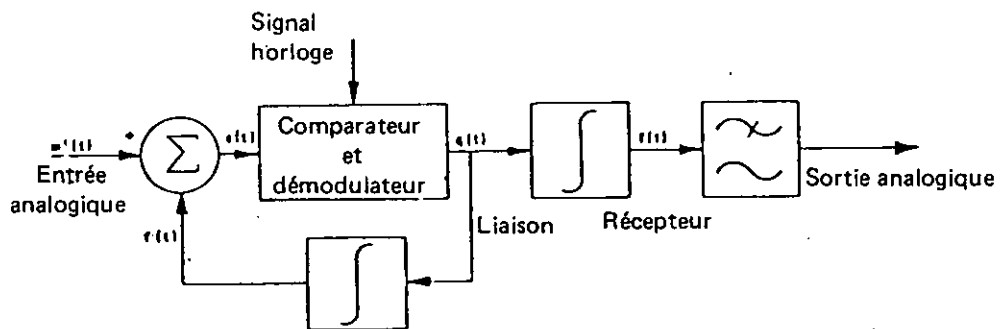 Signal
horloge
Comparateur
et
démodulateur
Entrée
analogique
Σ
q(t)
Liaison
Récepteur
Sortie analogique